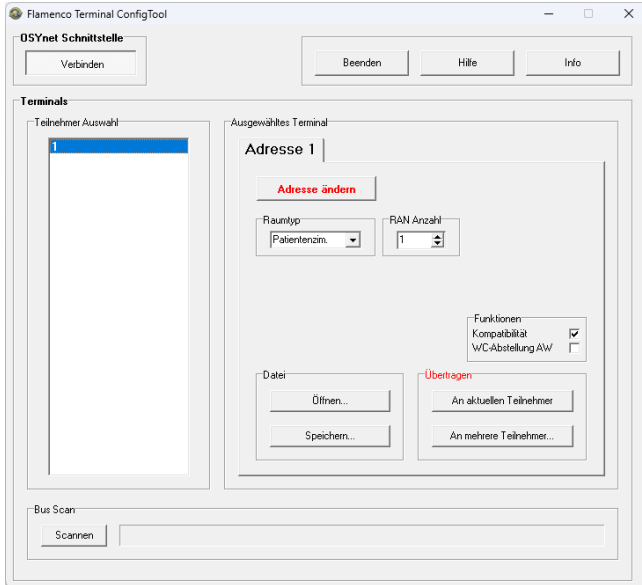 Flamenco Terminal ConfigTool
OSYnet Schnittstelle
Verbinden
Beenden
Hilfe
Info
Terminals
Teilnehmer Auswahl
1
Ausgewähltes Terminal
Adresse 1
Adresse ändern
Raumtyp
Patientenzim.
RAN Anzahl
1
Funktionen
Kompatibilität
WC-Abstellung AW
Datei
Öffnen...
Speichern...
Übertragen
An aktuellen Teilnehmer
An mehrere Teilnehmer...
Bus Scan
Scannen